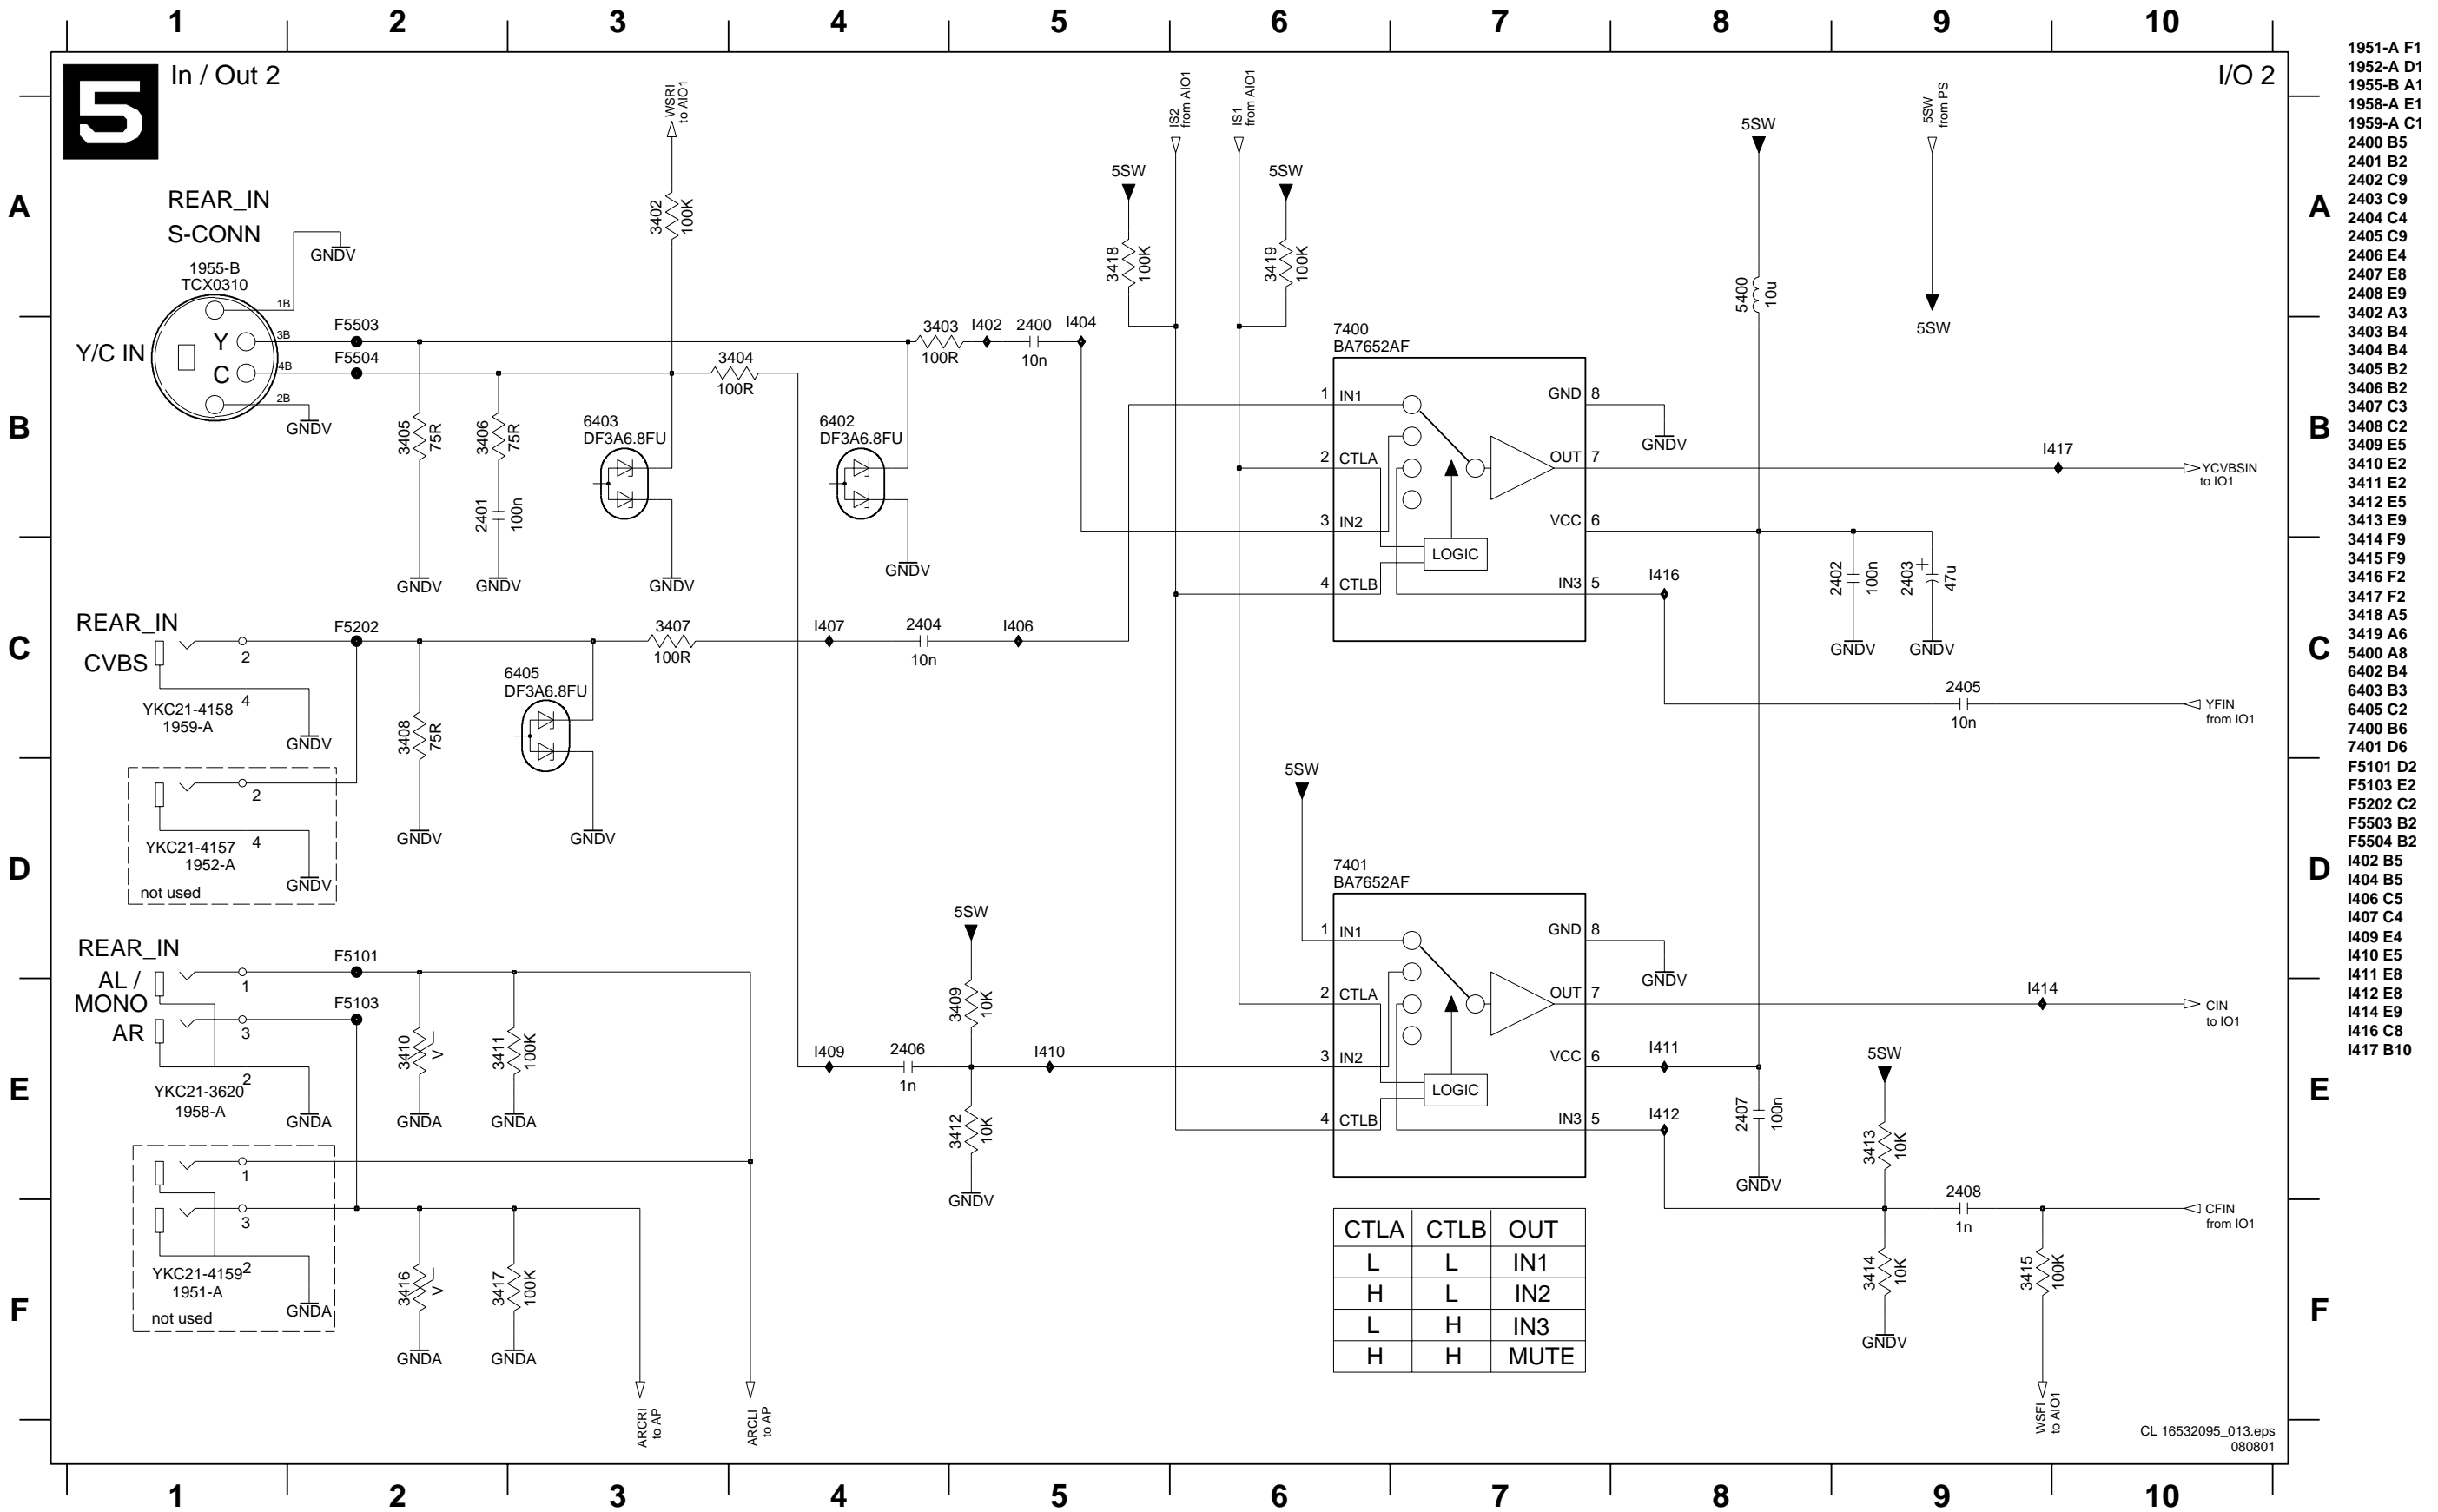 1 2 3 4 5 6 7 8 9 10
5
In / Out 2
I/O 2
A
B
C
D
E
F
REAR_IN
S-CONN
1955-B
TCX0310
GNDV
1B
Y/C IN
Y
C
3B
4B
2B
GNDV
F5503
F5504
3405
75R
GNDV
3406
75R
2401
100n
GNDV
WSRI
to AIO1
3402
100K
6403
DF3A6.8FU
GNDV
3404
100R
6402
DF3A6.8FU
GNDV
3403
100R
I402
2400
10n
I404
5SW
3418
100K
IS2
from AIO1
IS1
from AIO1
5SW
3419
100K
7400
BA7652AF
1 IN1
2 CTLA
3 IN2
4 CTLB
GND 8
OUT 7
VCC 6
IN3 5
LOGIC
GNDV
5SW
5400
10u
5SW
from PS
5SW
I417
YCVBSIN
to IO1
2402
100n
GNDV
2403
+
47u
GNDV
I416
2405
10n
YFIN
from IO1
REAR_IN
CVBS
2
4
YKC21-4158
1959-A
GNDV
F5202
3408
75R
GNDV
6405
DF3A6.8FU
GNDV
3407
100R
I407
2404
10n
I406
2
4
YKC21-4157
1952-A
not used
GNDV
5SW
7401
BA7652AF
1 IN1
2 CTLA
3 IN2
4 CTLB
GND 8
OUT 7
VCC 6
IN3 5
LOGIC
GNDV
I414
CIN
to IO1
I411
I412
2407
100n
GNDV
5SW
3413
10K
3414
10K
GNDV
2408
1n
3415
100K
CFIN
from IO1
WSFI
to AIO1
REAR_IN
AL /
MONO
AR
1
3
2
YKC21-3620
1958-A
GNDA
F5101
F5103
3410
V
GNDA
3411
100K
GNDA
5SW
3409
10K
I409
2406
1n
I410
3412
10K
GNDV
1
3
2
YKC21-4159
1951-A
not used
GNDA
3416
V
GNDA
3417
100K
GNDA
ARCRI
to AP
ARCLI
to AP
CTLA CTLB OUT
L L IN1
H L IN2
L H IN3
H H MUTE
CL 16532095_013.eps
080801
A
B
C
D
E
F
1 2 3 4 5 6 7 8 9 10
1951-A F1
1952-A D1
1955-B A1
1958-A E1
1959-A C1
2400 B5
2401 B2
2402 C9
2403 C9
2404 C4
2405 C9
2406 E4
2407 E8
2408 E9
3402 A3
3403 B4
3404 B4
3405 B2
3406 B2
3407 C3
3408 C2
3409 E5
3410 E2
3411 E2
3412 E5
3413 E9
3414 F9
3415 F9
3416 F2
3417 F2
3418 A5
3419 A6
5400 A8
6402 B4
6403 B3
6405 C2
7400 B6
7401 D6
F5101 D2
F5103 E2
F5202 C2
F5503 B2
F5504 B2
I402 B5
I404 B5
I406 C5
I407 C4
I409 E4
I410 E5
I411 E8
I412 E8
I414 E9
I416 C8
I417 B10